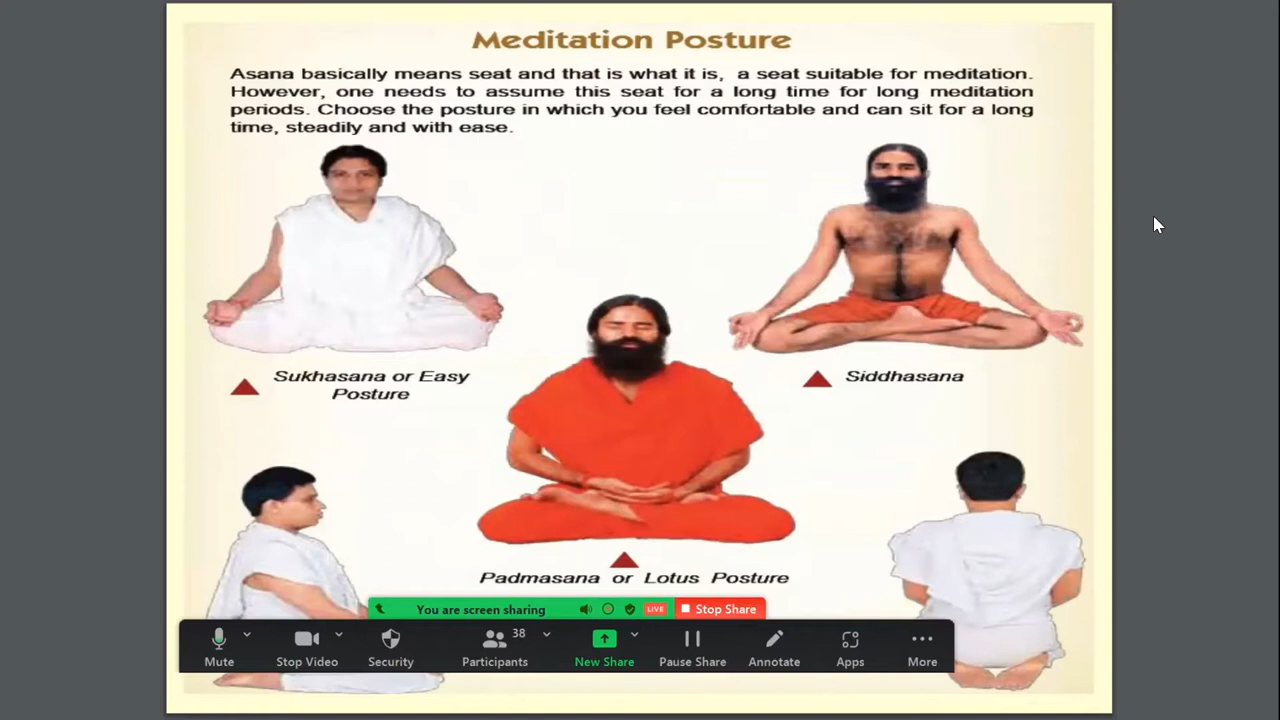 Meditation Posture
Asana basically means seat and that is what it is, a seat suitable for meditation.
However, one needs to assume this seat for a long time for long meditation
periods. Choose the posture in which you feel comfortable and can sit for a long
time, steadily and with ease.
Sukhasana or Easy
Posture
Siddhasana
Padmasana or Lotus Posture
You are screen sharing
LIVE
Stop Share
38
Mute
Stop Video
Security
Participants
New Share
Pause Share
Annotate
Apps
More